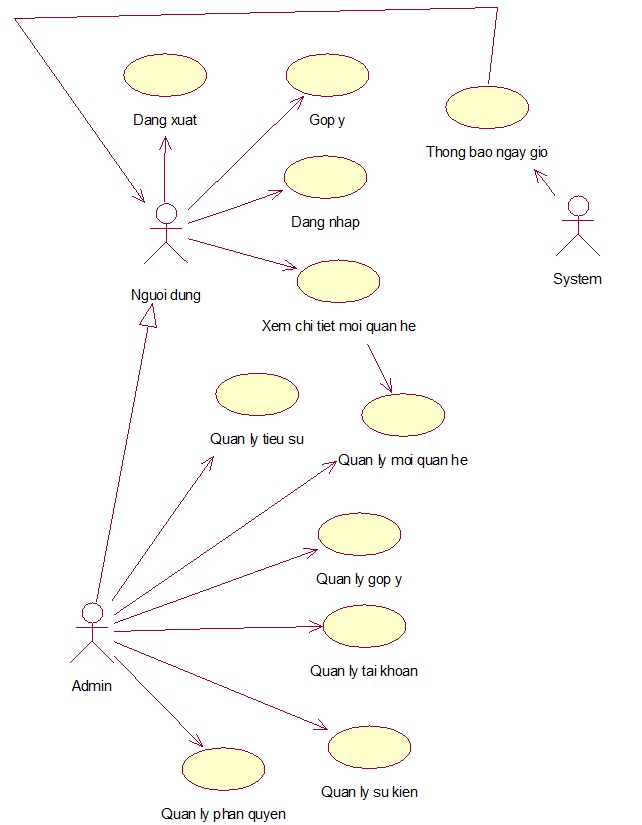 Dang xuat
Gop y
Thong bao ngay gio
Dang nhap
System
Nguoi dung
Xem chi tiet moi quan he
Quan ly tieu su
Quan ly moi quan he
Quan ly gop y
Quan ly tai khoan
Admin
Quan ly su kien
Quan ly phan quyen